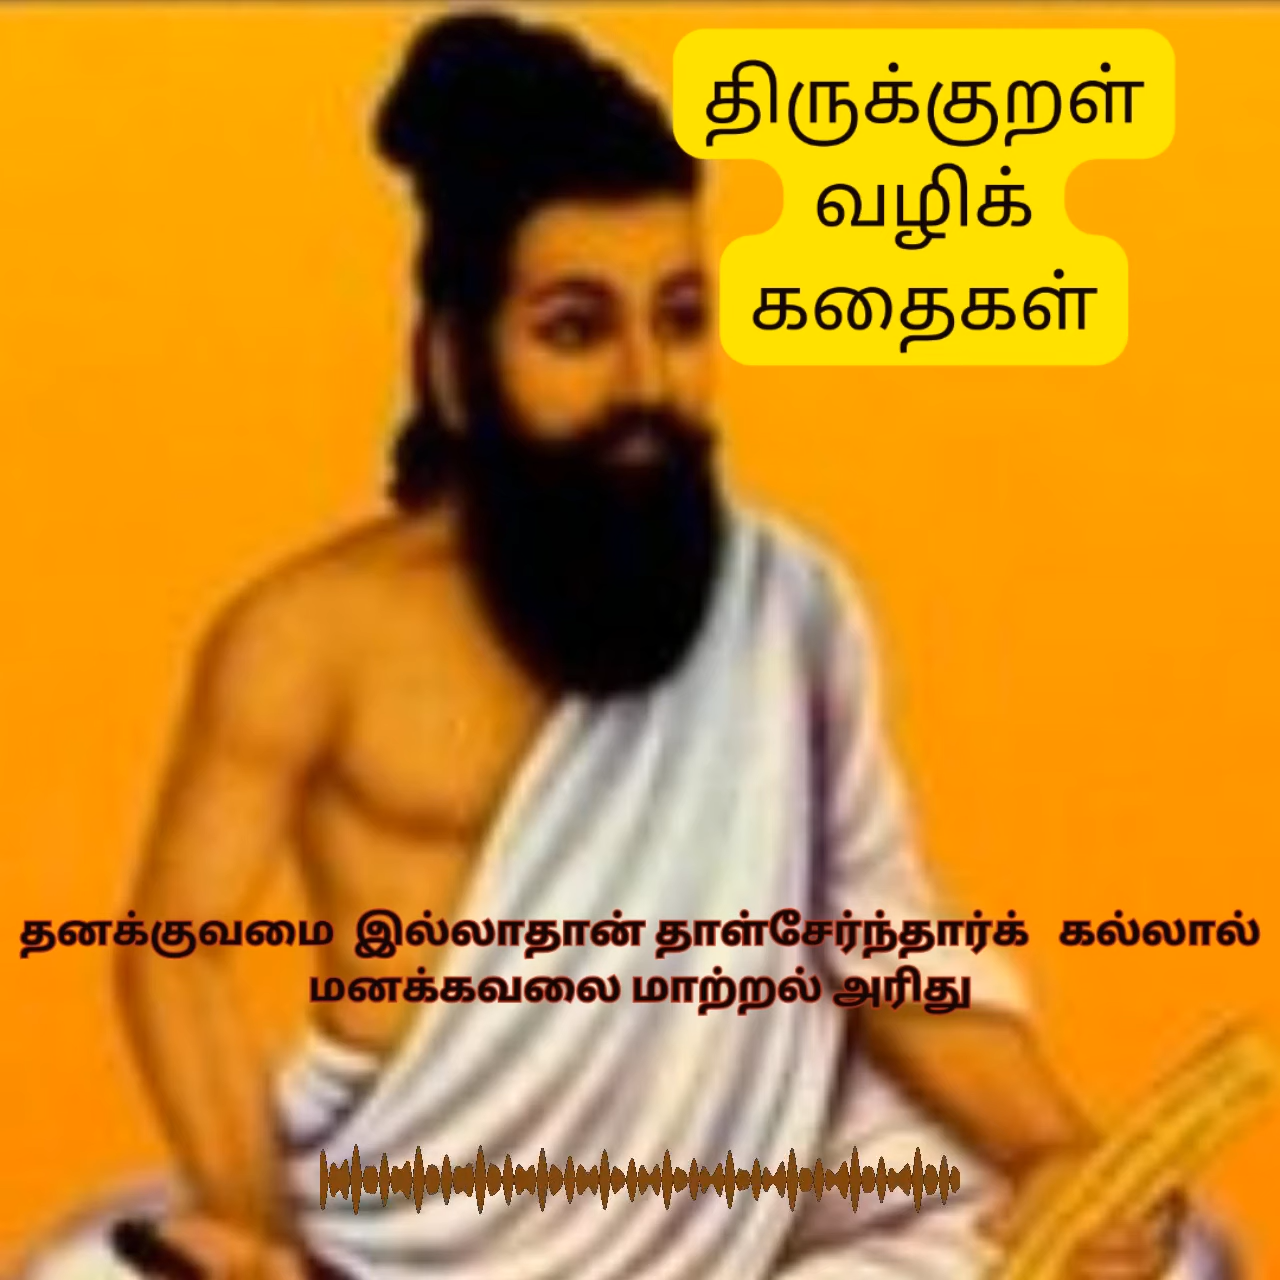 திருக்குறள்
வழிக்
கதைகள்
தனக்குவமை இல்லாதான் தாள்சேர்ந்தார்க் கல்லால்
மனக்கவலை மாற்றல் அரிது